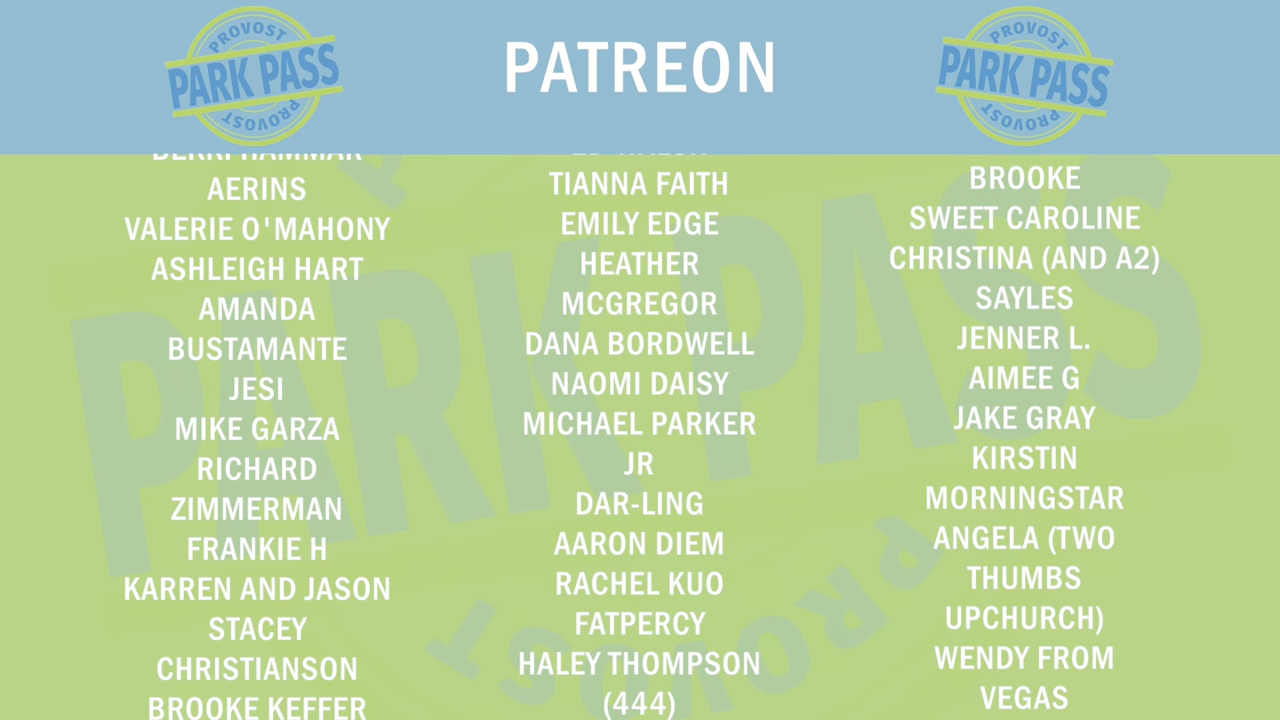 PROVOST
PARK PASS
PROVOST
PATREON
PROVOST
PARK PASS
PROVOST
AERINS
VALERIE O'MAHONY
ASHLEIGH HART
AMANDA
BUSTAMANTE
JESI
MIKE GARZA
RICHARD
ZIMMERMAN
FRANKIE H
KARREN AND JASON
STACEY
CHRISTIANSON
BROOKE KEFFER
TIANNA FAITH
EMILY EDGE
HEATHER
MCGREGOR
DANA BORDWELL
NAOMI DAISY
MICHAEL PARKER
JR
DAR-LING
AARON DIEM
RACHEL KUO
FATPERCY
HALEY THOMPSON
(444)
BROOKE
SWEET CAROLINE
CHRISTINA (AND A2)
SAYLES
JENNER L.
AIMEE G
JAKE GRAY
KIRSTIN
MORNINGSTAR
ANGELA (TWO
THUMBS
UPCHURCH)
WENDY FROM
VEGAS
PARK PASS
PROVOST